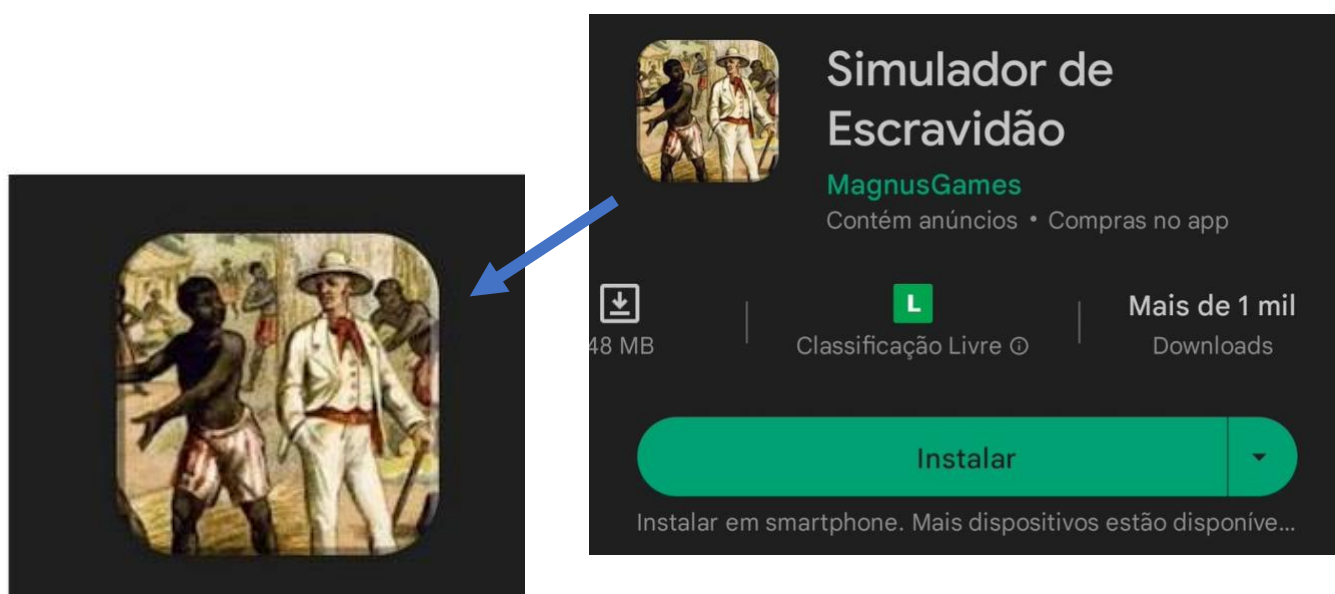 Simulador de
Escravidão
MagnusGames
Contém anúncios • Compras no app
L
Mais de 1 mil
48 MB
Classificação Livre
Downloads
Instalar
Instalar em smartphone. Mais dispositivos estão disponíve...